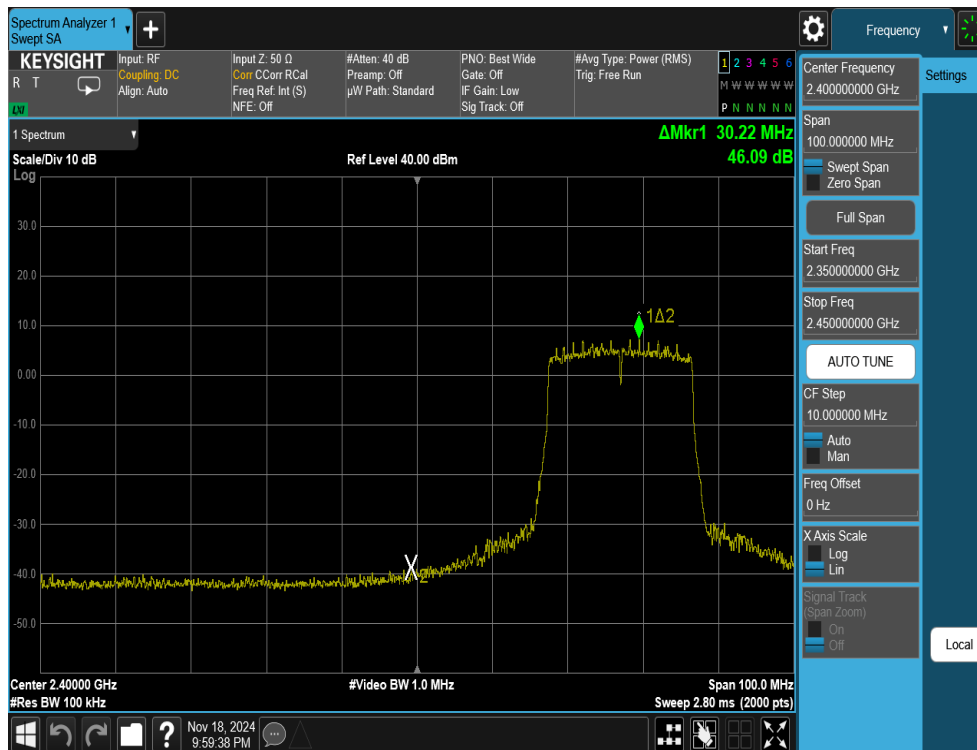 Spectrum Analyzer 1
Swept SA
+
Frequency
KEYSIGHT
R T
LXI
Input: RF
Coupling: DC
Align: Auto
Input Z: 50 Ω
Corr CCorr RCal
Freq Ref: Int (S)
NFE: Off
#Atten: 40 dB
Preamp: Off
µW Path: Standard
PNO: Best Wide
Gate: Off
IF Gain: Low
Sig Track: Off
#Avg Type: Power (RMS)
Trig: Free Run
1 2 3 4 5 6
M W W W W W
P N N N N N
1 Spectrum
ΔMkr1 30.22 MHz
46.09 dB
Scale/Div 10 dB
Ref Level 40.00 dBm
Log
30.0
20.0
10.0
0.00
-10.0
-20.0
-30.0
-40.0
-50.0
1Δ2
X2
Center 2.40000 GHz
#Video BW 1.0 MHz
Span 100.0 MHz
#Res BW 100 kHz
Sweep 2.80 ms (2000 pts)
?
Nov 18, 2024
9:59:38 PM
Center Frequency
2.400000000 GHz
Span
100.000000 MHz
Swept Span
Zero Span
Full Span
Start Freq
2.350000000 GHz
Stop Freq
2.450000000 GHz
AUTO TUNE
CF Step
10.000000 MHz
Auto
Man
Freq Offset
0 Hz
X Axis Scale
Log
Lin
Signal Track
(Span Zoom)
On
Off
Settings
Local